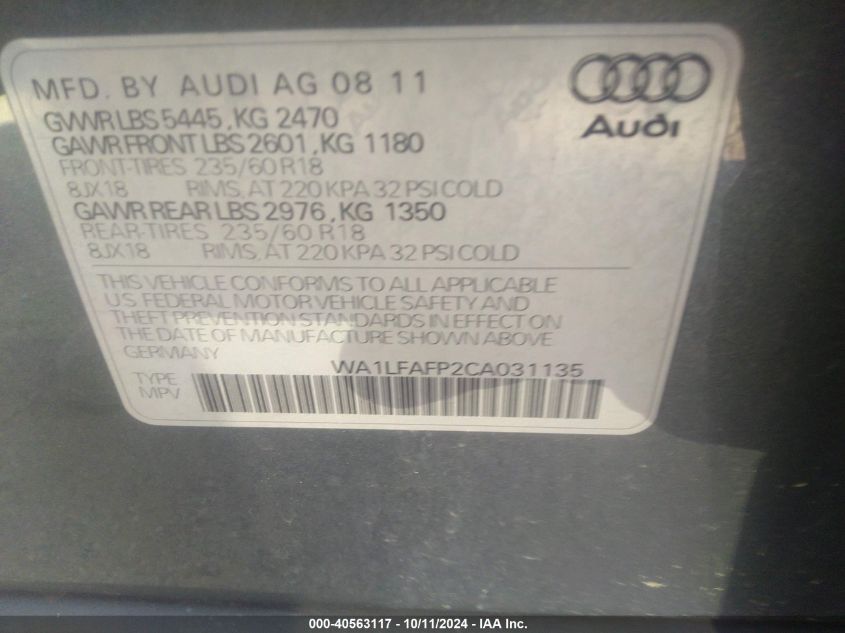 MFD. BY AUDI AG 08 11
Audi
GVWR LBS 5445, KG 2470
GAWR FRONT LBS 2601, KG 1180
FRONT-TIRES 235/60 R18
8JX18 RIMS, AT 220 KPA 32 PSI COLD
GAWR REAR LBS 2976, KG 1350
REAR-TIRES 235/60 R18
8JX18 RIMS, AT 220 KPA 32 PSI COLD
THIS VEHICLE CONFORMS TO ALL APPLICABLE
U.S. FEDERAL MOTOR VEHICLE SAFETY AND
THEFT PREVENTION STANDARDS IN EFFECT ON
THE DATE OF MANUFACTURE SHOWN ABOVE
GERMANY
WA1LFAFP2CA031135
TYPE
MPV
000-40563117 - 10/11/2024 - IAA Inc.